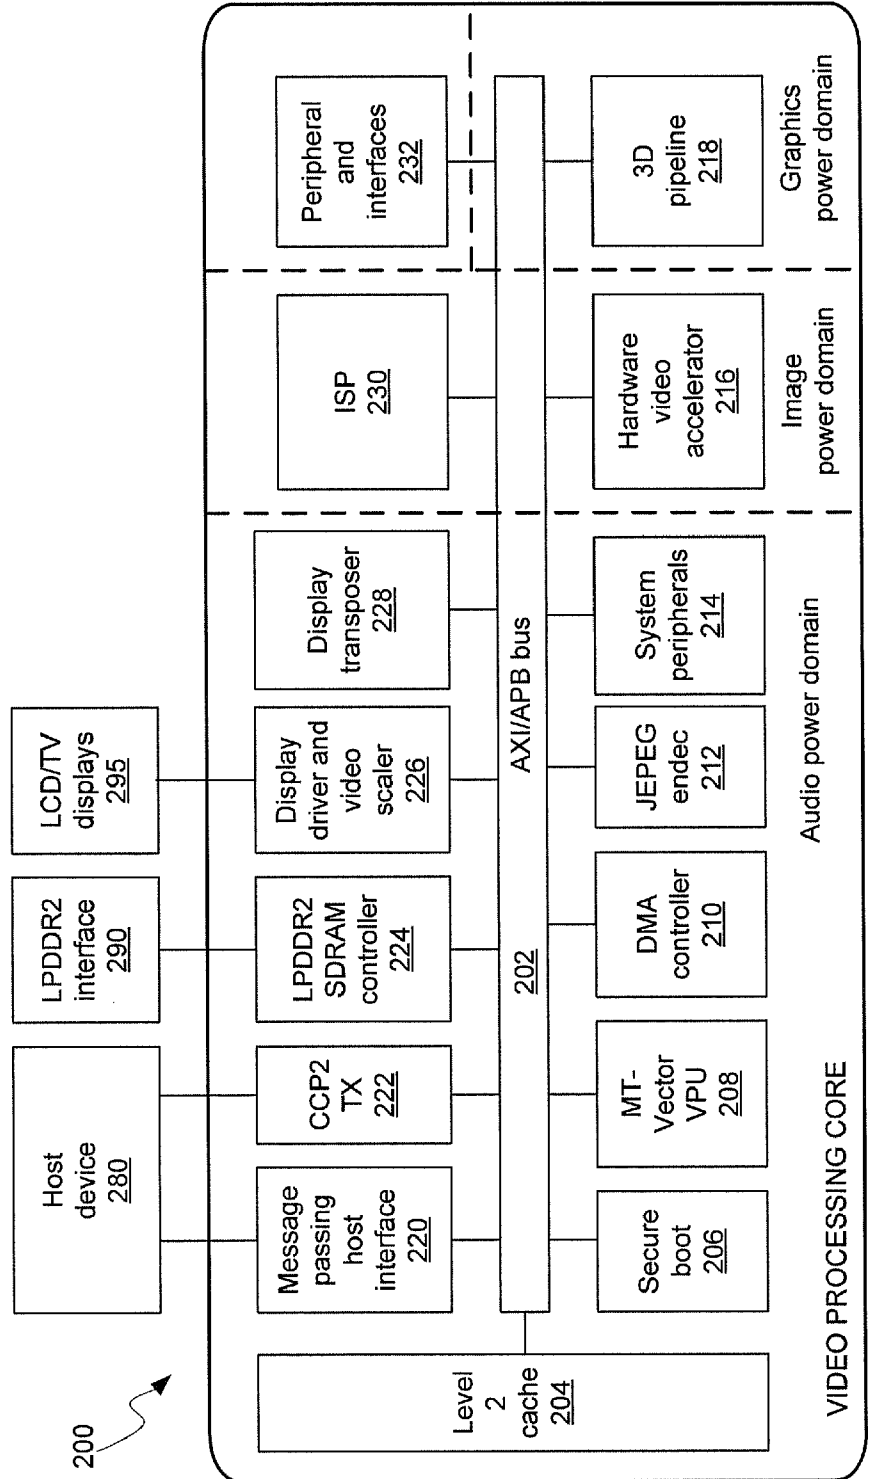 200
Host
device
280
LPDDR2
interface
290
LCD/TV
displays
295
Level
2
cache
204
Message
passing
host
interface
220
CCP2
TX
222
LPDDR2
SDRAM
controller
224
Display
driver and
video
scaler
226
Display
transposer
228
ISP
230
Peripheral
and
interfaces
232
202
AXI/APB bus
Secure
boot
206
MT-
Vector
VPU
208
DMA
controller
210
JEPEG
endec
212
System
peripherals
214
Hardware
video
accelerator
216
3D
pipeline
218
VIDEO PROCESSING CORE
Audio power domain
Image
power domain
Graphics
power domain